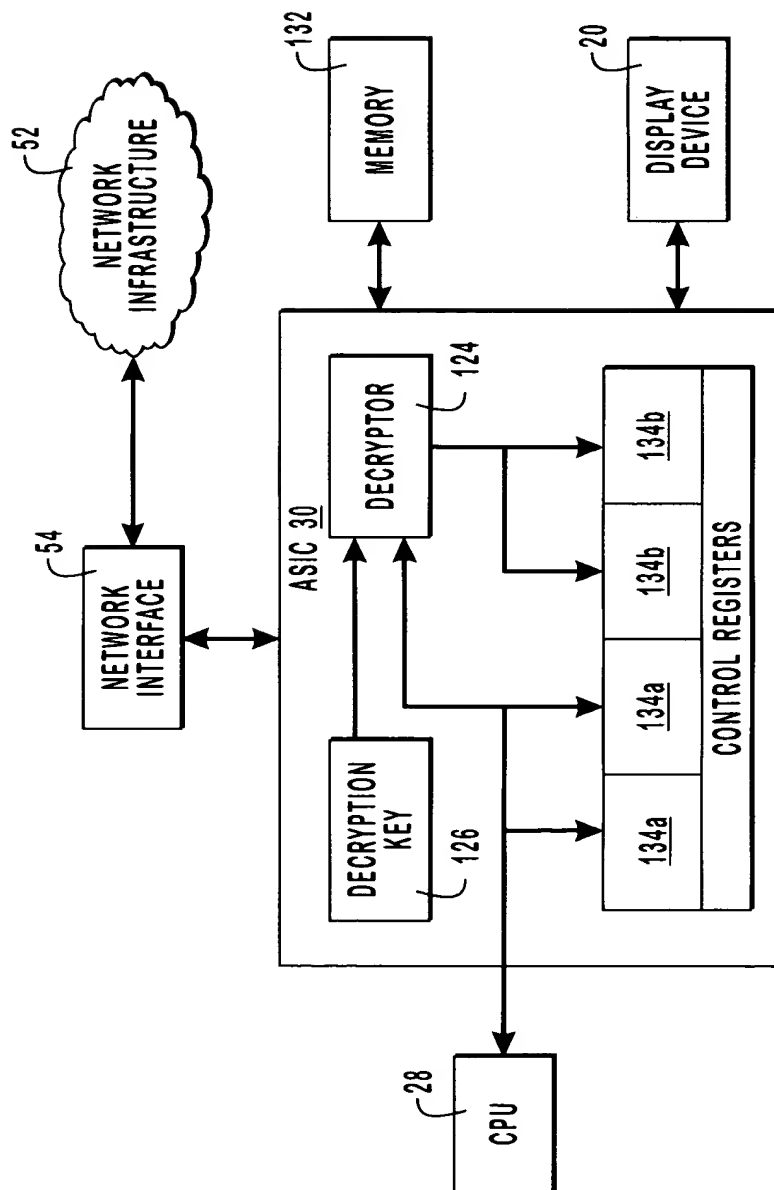 52
NETWORK
INFRASTRUCTURE
54
NETWORK
INTERFACE
132
MEMORY
20
DISPLAY
DEVICE
ASIC 30
DECRYPTOR
124
DECRYPTION
KEY
126
134a
134a
134b
134b
CONTROL REGISTERS
28
CPU